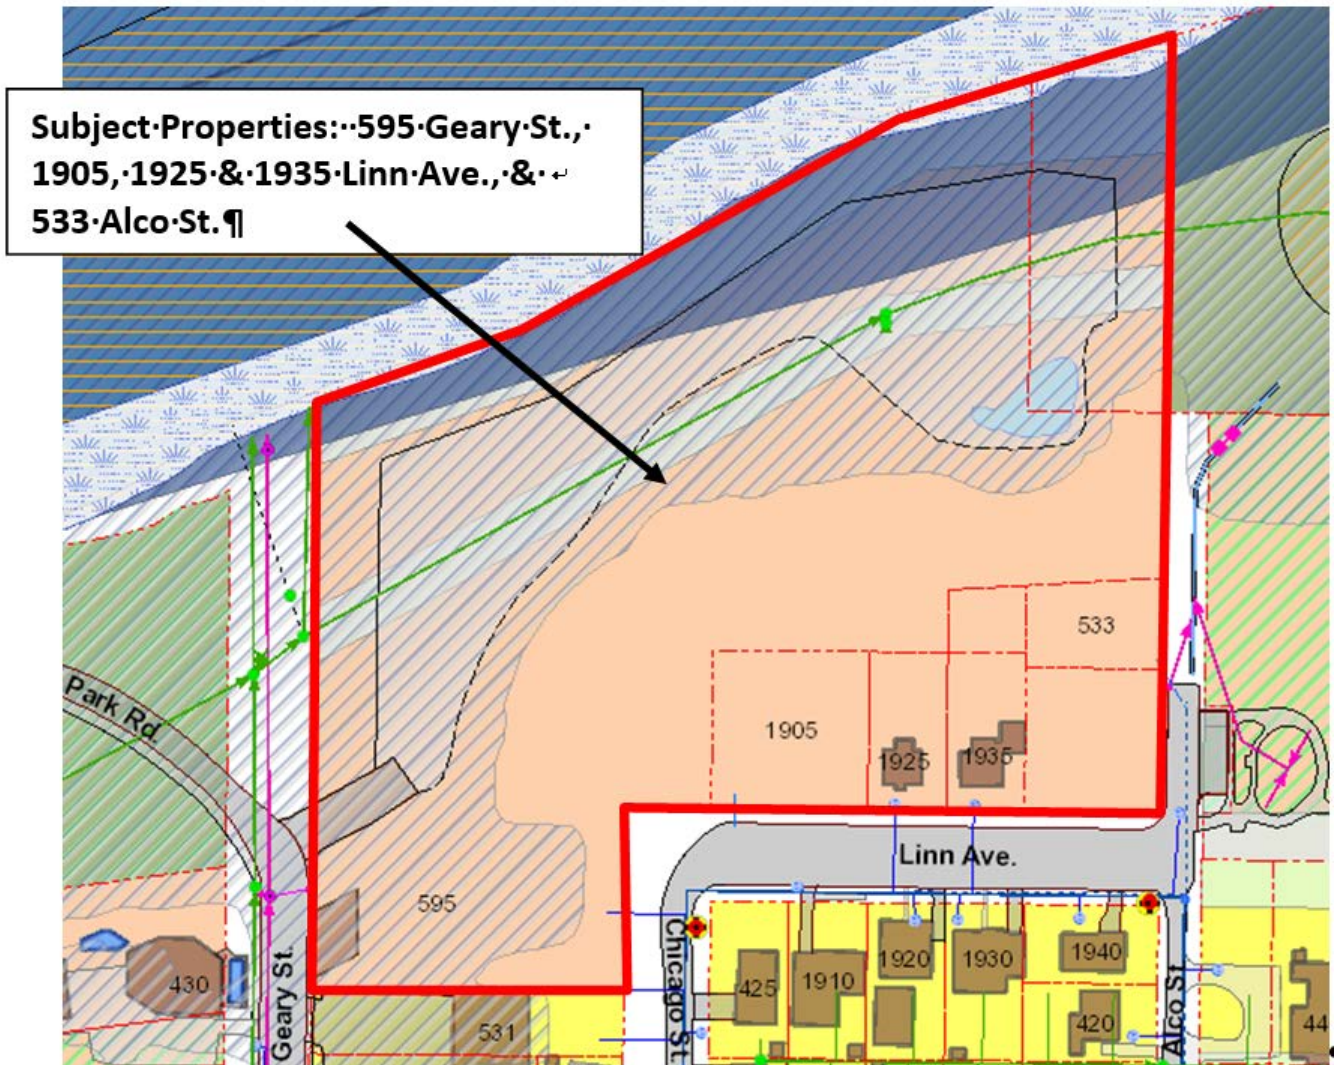 Subject·Properties:··595·Geary·St.,·
1905,·1925·&·1935·Linn·Ave.,·&·↵
533·Alco·St.¶
533
Park Rd.
1905
1925
1935
Linn Ave.
595
430
Geary St.
531
Chicago St.
425
1910
1920
1930
1940
420
Alco St
44